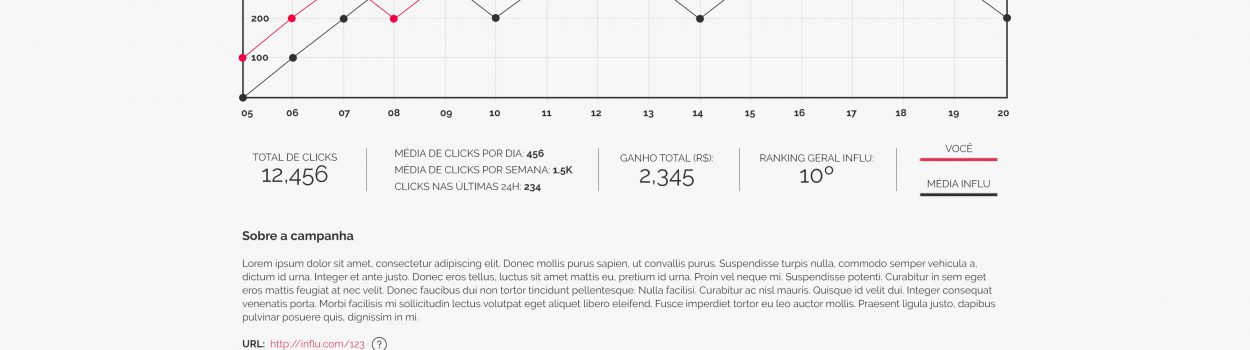 200
100
05 06 07 08 09 10 11 12 13 14 15 16 17 18 19 20
TOTAL DE CLICKS
12,456
MÉDIA DE CLICKS POR DIA: 456
MÉDIA DE CLICKS POR SEMANA: 1.5K
CLICKS NAS ÚLTIMAS 24H: 234
GANHO TOTAL (R$):
2,345
RANKING GERAL INFLU:
10º
VOCÊ
MÉDIA INFLU
Sobre a campanha
Lorem ipsum dolor sit amet, consectetur adipiscing elit. Donec mollis purus sapien, ut convallis purus. Suspendisse turpis nulla, commodo semper vehicula a,
dictum id urna. Integer et ante justo. Donec eros tellus, luctus sit amet mattis eu, pretium id urna. Proin vel neque mi. Suspendisse potenti. Curabitur in sem eget
eros mattis feugiat at nec velit. Donec faucibus dui non tortor tincidunt pellentesque. Nulla facilisi. Curabitur ac nisl mauris. Quisque id velit dui. Integer consequat
venenatis porta. Morbi facilisis mi sollicitudin lectus volutpat eget aliquet libero eleifend. Fusce imperdiet tortor eu leo auctor mollis. Praesent ligula justo, dapibus
pulvinar posuere quis, dignissim in mi.
URL: http://influ.com/123 ?